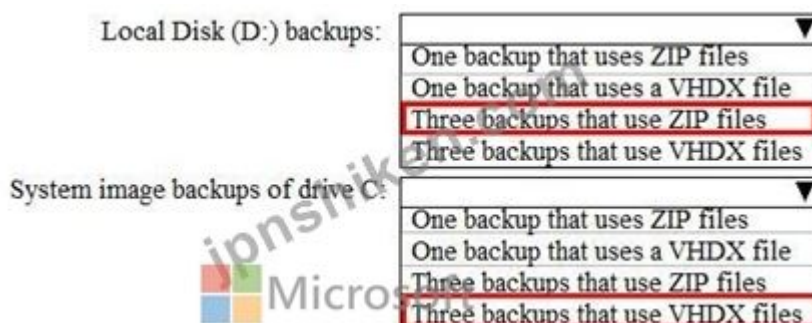 Local Disk (D:) backups:
One backup that uses ZIP files
One backup that uses a VHDX file
Three backups that use ZIP files
Three backups that use VHDX files
System image backups of drive C:
One backup that uses ZIP files
One backup that uses a VHDX file
Three backups that use ZIP files
Three backups that use VHDX files
jpnshiken.com
Microsoft